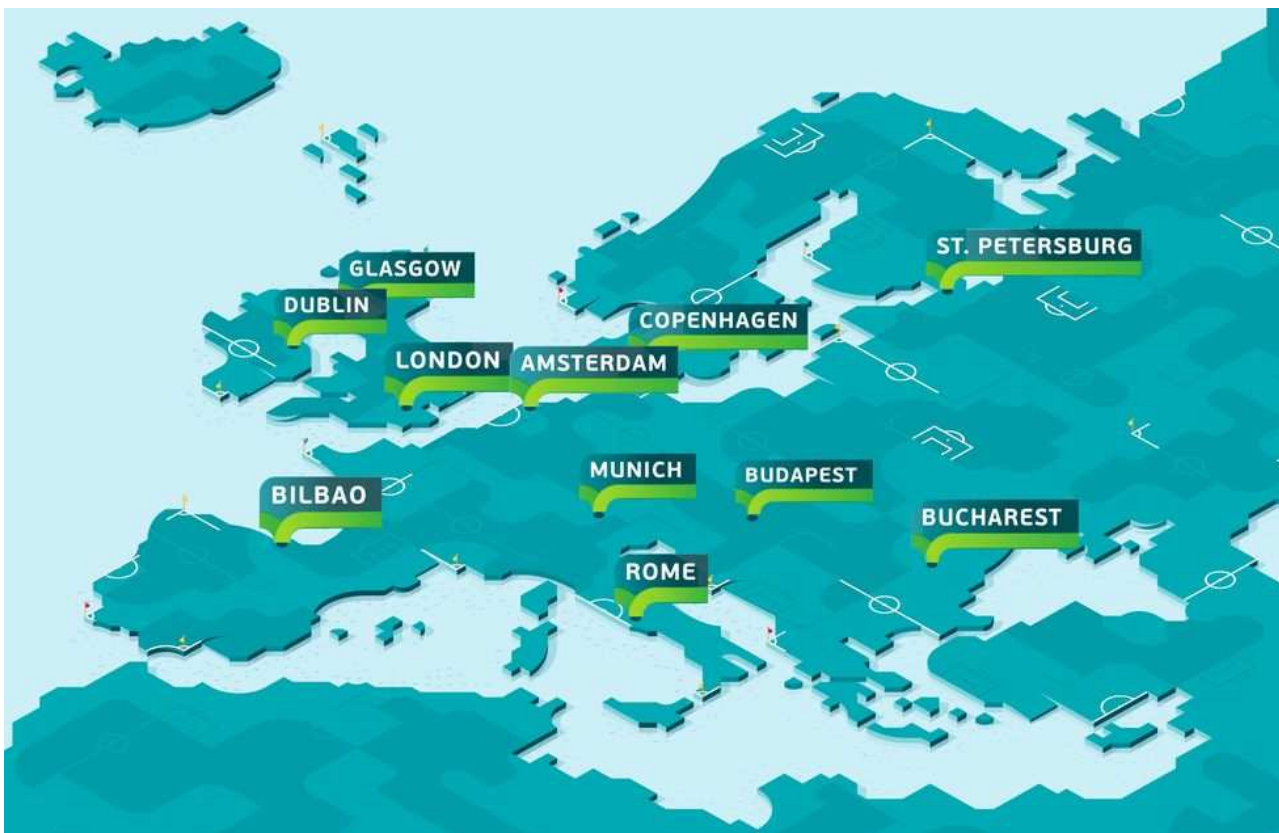 ST. PETERSBURG
GLASGOW
DUBLIN
COPENHAGEN
LONDON
AMSTERDAM
MUNICH
BUDAPEST
BILBAO
BUCHAREST
ROME